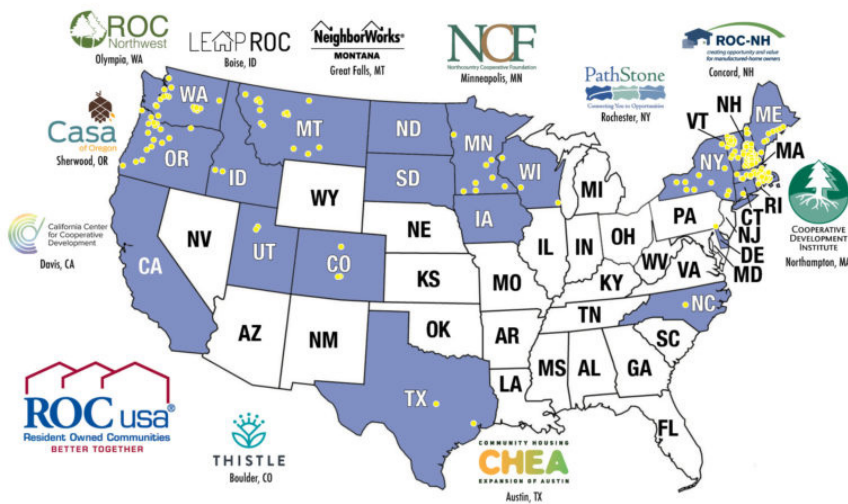 ROC
Northwest
Olympia, WA
LEAP ROC
Boise, ID
NeighborWorks®
MONTANA
Great Falls, MT
NCF
Northcountry Cooperative Foundation
Minneapolis, MN
PathStone
Connecting You to Opportunities
Rochester, NY
ROC-NH
creating opportunity and value
for manufactured-home owners
Concord, NH
Casa
of Oregon
Sherwood, OR
California Center
for Cooperative
Development
Davis, CA
COOPERATIVE
DEVELOPMENT
INSTITUTE
Northampton, MA
WA
OR
CA
ID
NV
MT
WY
UT
AZ
CO
NM
ND
SD
NE
KS
OK
TX
MN
IA
MO
AR
LA
WI
IL
MI
IN
OH
KY
TN
MS
AL
GA
FL
SC
NC
VA
WV
PA
NY
VT
NH
ME
MA
RI
CT
NJ
DE
MD
ROC USA®
Resident Owned Communities
BETTER TOGETHER
THISTLE
Boulder, CO
COMMUNITY HOUSING
CHEA
EXPANSION OF AUSTIN
Austin, TX